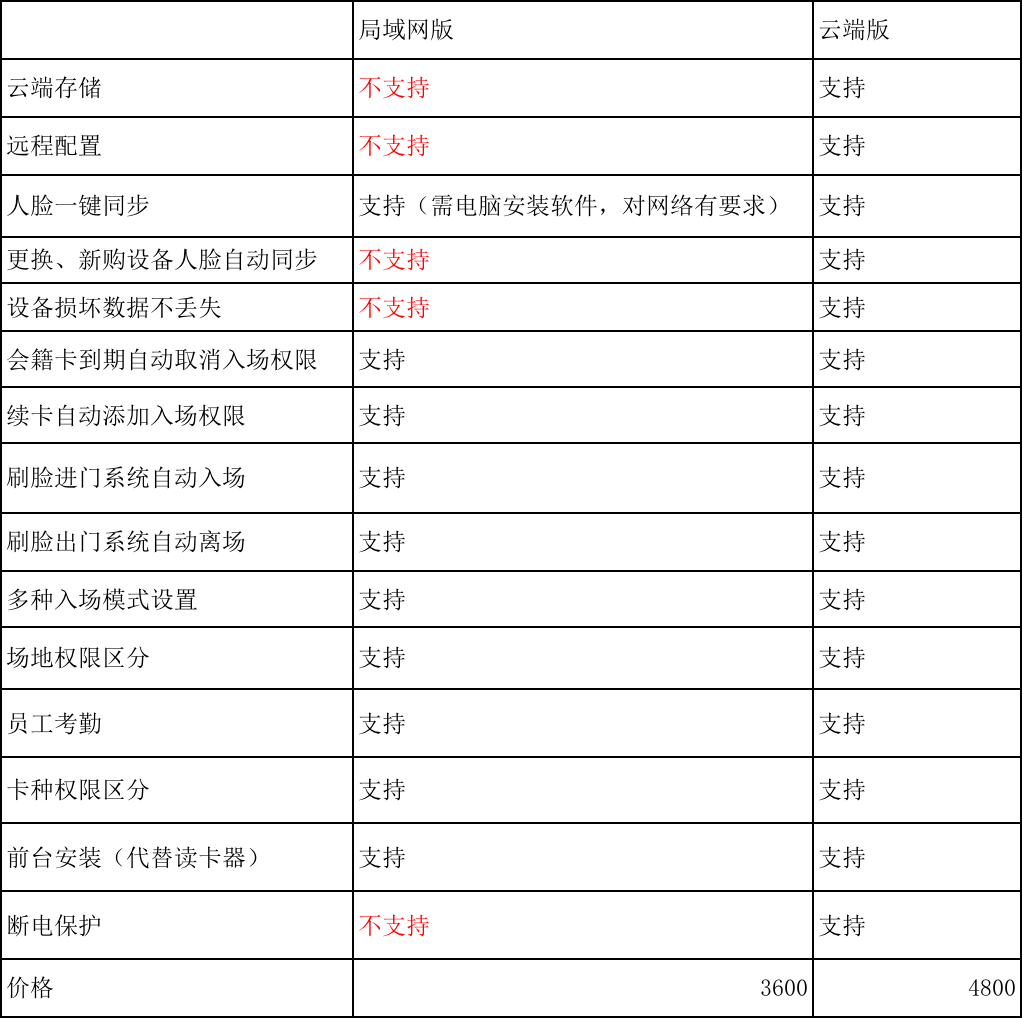 局域网版 云端版
云端存储 不支持 支持
远程配置 不支持 支持
人脸一键同步 支持（需电脑安装软件，对网络有要求） 支持
更换、新购设备人脸自动同步 不支持 支持
设备损坏数据不丢失 不支持 支持
会籍卡到期自动取消入场权限 支持 支持
续卡自动添加入场权限 支持 支持
刷脸进门系统自动入场 支持 支持
刷脸出门系统自动离场 支持 支持
多种入场模式设置 支持 支持
场地权限区分 支持 支持
员工考勤 支持 支持
卡种权限区分 支持 支持
前台安装（代替读卡器） 支持 支持
断电保护 不支持 支持
价格 3600 4800